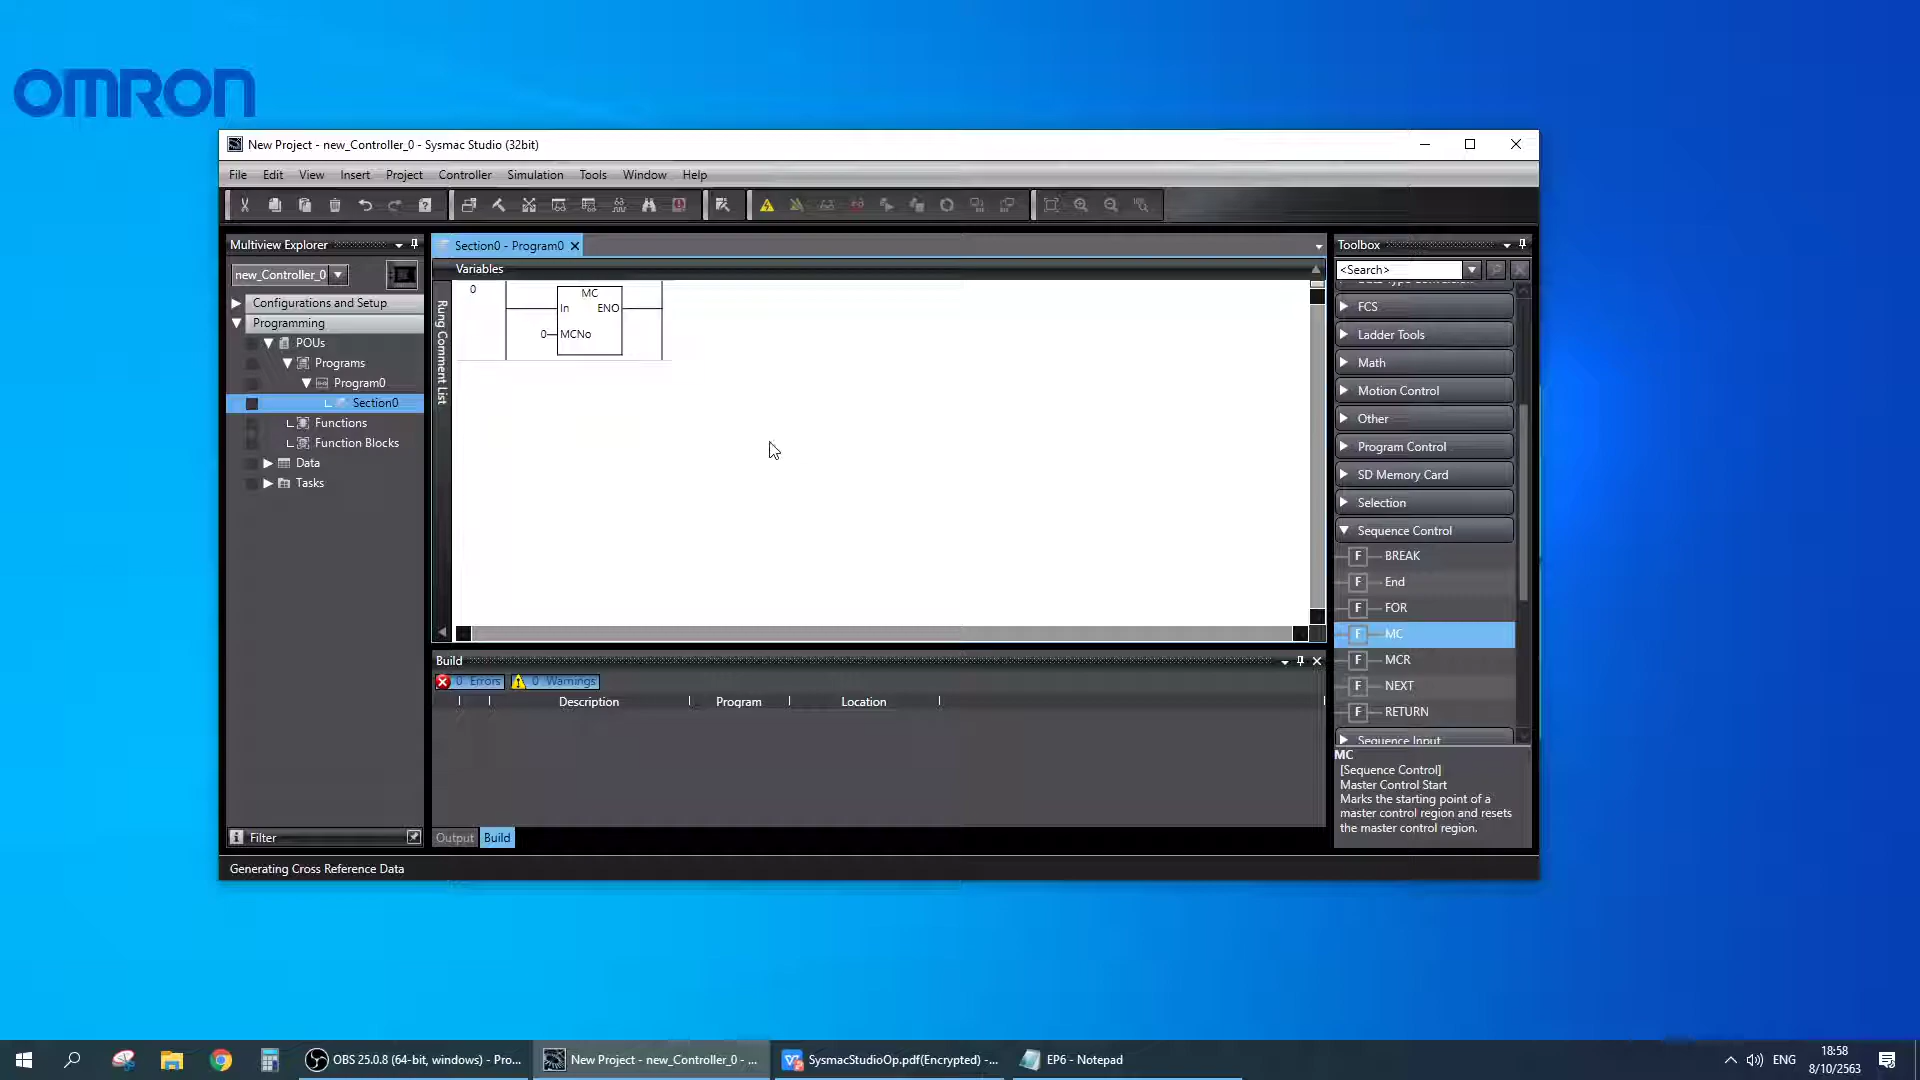 OMRON
New Project - new_Controller_0 - Sysmac Studio (32bit)
File Edit View Insert Project Controller Simulation Tools Window Help
Multiview Explorer
new_Controller_0
Configurations and Setup
Programming
POUs
Programs
Program0
Section0
Functions
Function Blocks
Data
Tasks
Filter
Section0 - Program0
Variables
Rung Comment List
0
MC
In ENO
0 MCNo
Build
0 Errors 0 Warnings
Description Program Location
Output Build
Toolbox
<Search>
FCS
Ladder Tools
Math
Motion Control
Other
Program Control
SD Memory Card
Selection
Sequence Control
F BREAK
F End
F FOR
F MC
F MCR
F NEXT
F RETURN
Sequence Input
MC
[Sequence Control]
Master Control Start
Marks the starting point of a
master control region and resets
the master control region.
Generating Cross Reference Data
OBS 25.0.8 (64-bit, windows) - Pro...
New Project - new_Controller_0 - ...
SysmacStudioOp.pdf(Encrypted) -...
EP6 - Notepad
ENG
18:58
8/10/2563